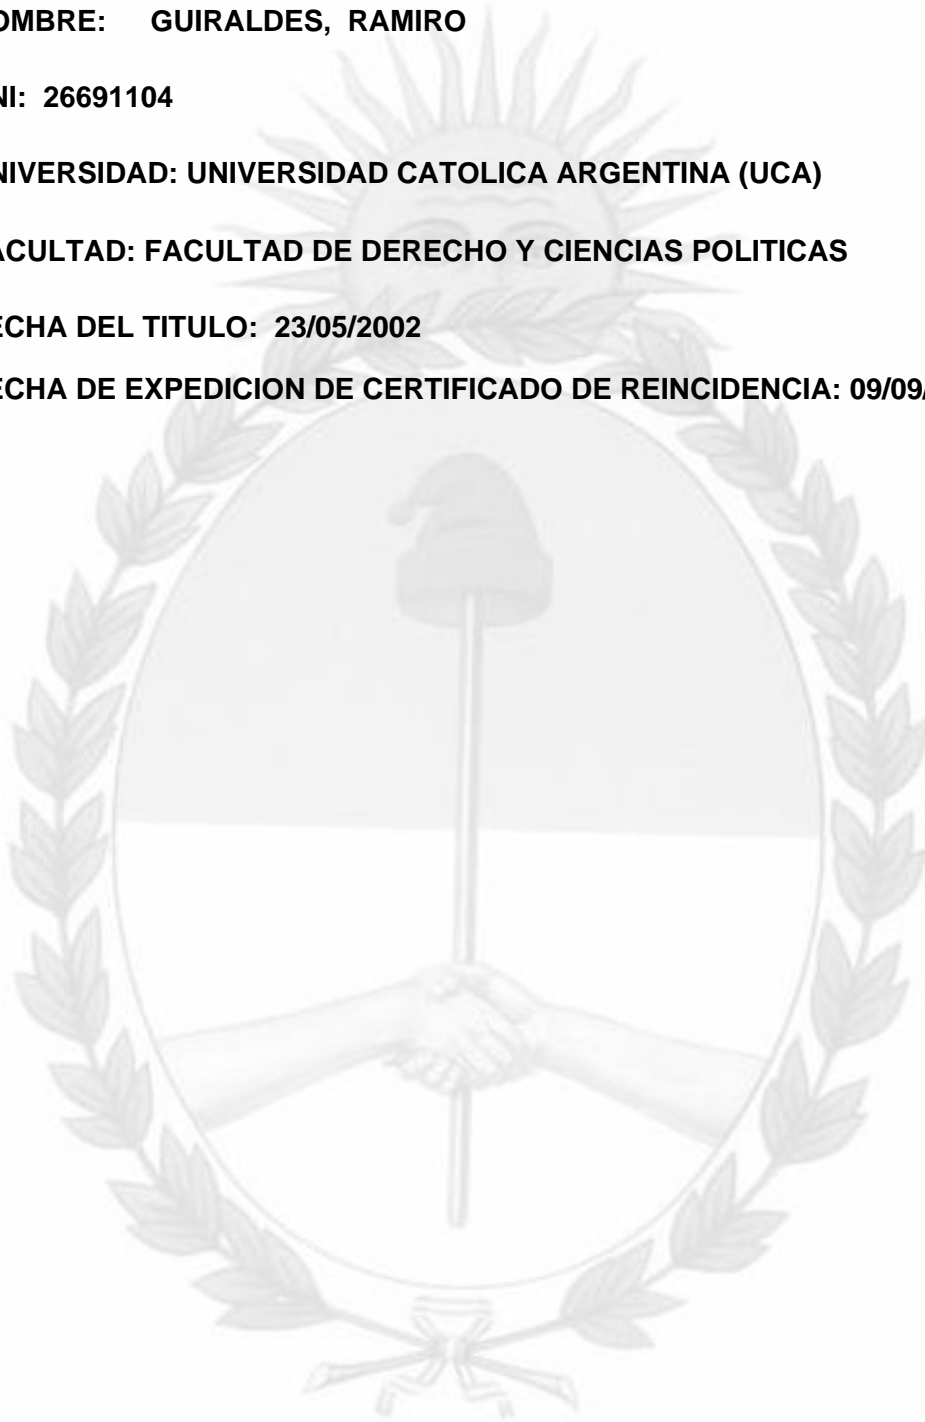 OMBRE: GUIRALDES, RAMIRO
NI: 26691104
NIVERSIDAD: UNIVERSIDAD CATOLICA ARGENTINA (UCA)
ACULTAD: FACULTAD DE DERECHO Y CIENCIAS POLITICAS
ECHA DEL TITULO: 23/05/2002
ECHA DE EXPEDICION DE CERTIFICADO DE REINCIDENCIA: 09/09/